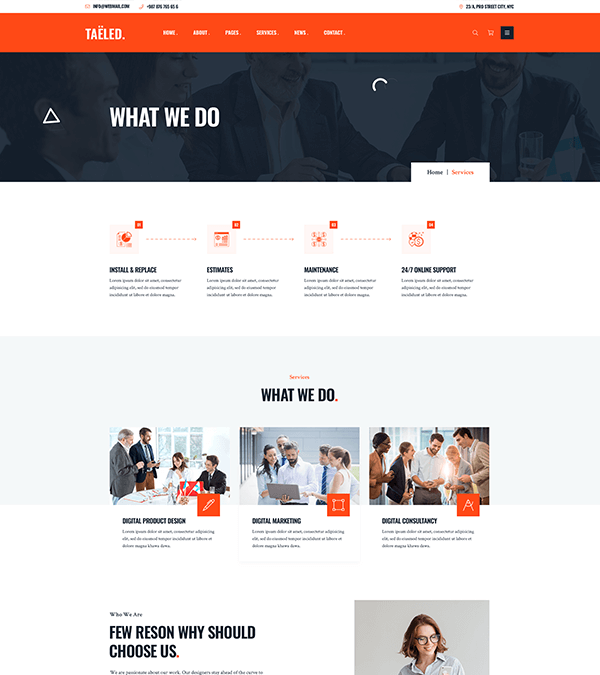 INFO@WEBMAIL.COM +987 876 765 65 6 23/A, PRO STREET CITY, NYC
TAËLED.
HOME . ABOUT . PAGES . SERVICES . NEWS . CONTACT .
WHAT WE DO
Home | Services
01 02 03 04
INSTALL & REPLACE ESTIMATES MAINTENANCE 24/7 ONLINE SUPPORT
Lorem ipsum dolor sit amet, consectetur Lorem ipsum dolor sit amet, consectetur Lorem ipsum dolor sit amet, consectetur Lorem ipsum dolor sit amet, consectetur
adipiscing elit, sed do eiusmod tempor adipiscing elit, sed do eiusmod tempor adipiscing elit, sed do eiusmod tempor adipiscing elit, sed do eiusmod tempor
incididunt ut labore et dolore magna. incididunt ut labore et dolore magna. incididunt ut labore et dolore magna. incididunt ut labore et dolore magna.
Services
WHAT WE DO.
DIGITAL PRODUCT DESIGN DIGITAL MARKETING DIGITAL CONSULTANCY
Lorem ipsum dolor sit amet, consectetur adipiscing Lorem ipsum dolor sit amet, consectetur adipiscing Lorem ipsum dolor sit amet, consectetur adipiscing
elit, sed do eiusmod tempor incididunt ut labore et elit, sed do eiusmod tempor incididunt ut labore et elit, sed do eiusmod tempor incididunt ut labore et
dolore magna khows dews. dolore magna khows dews. dolore magna khows dews.
Who We Are
FEW RESON WHY SHOULD
CHOOSE US.
We are passionate about our work. Our designers stay ahead of the curve to